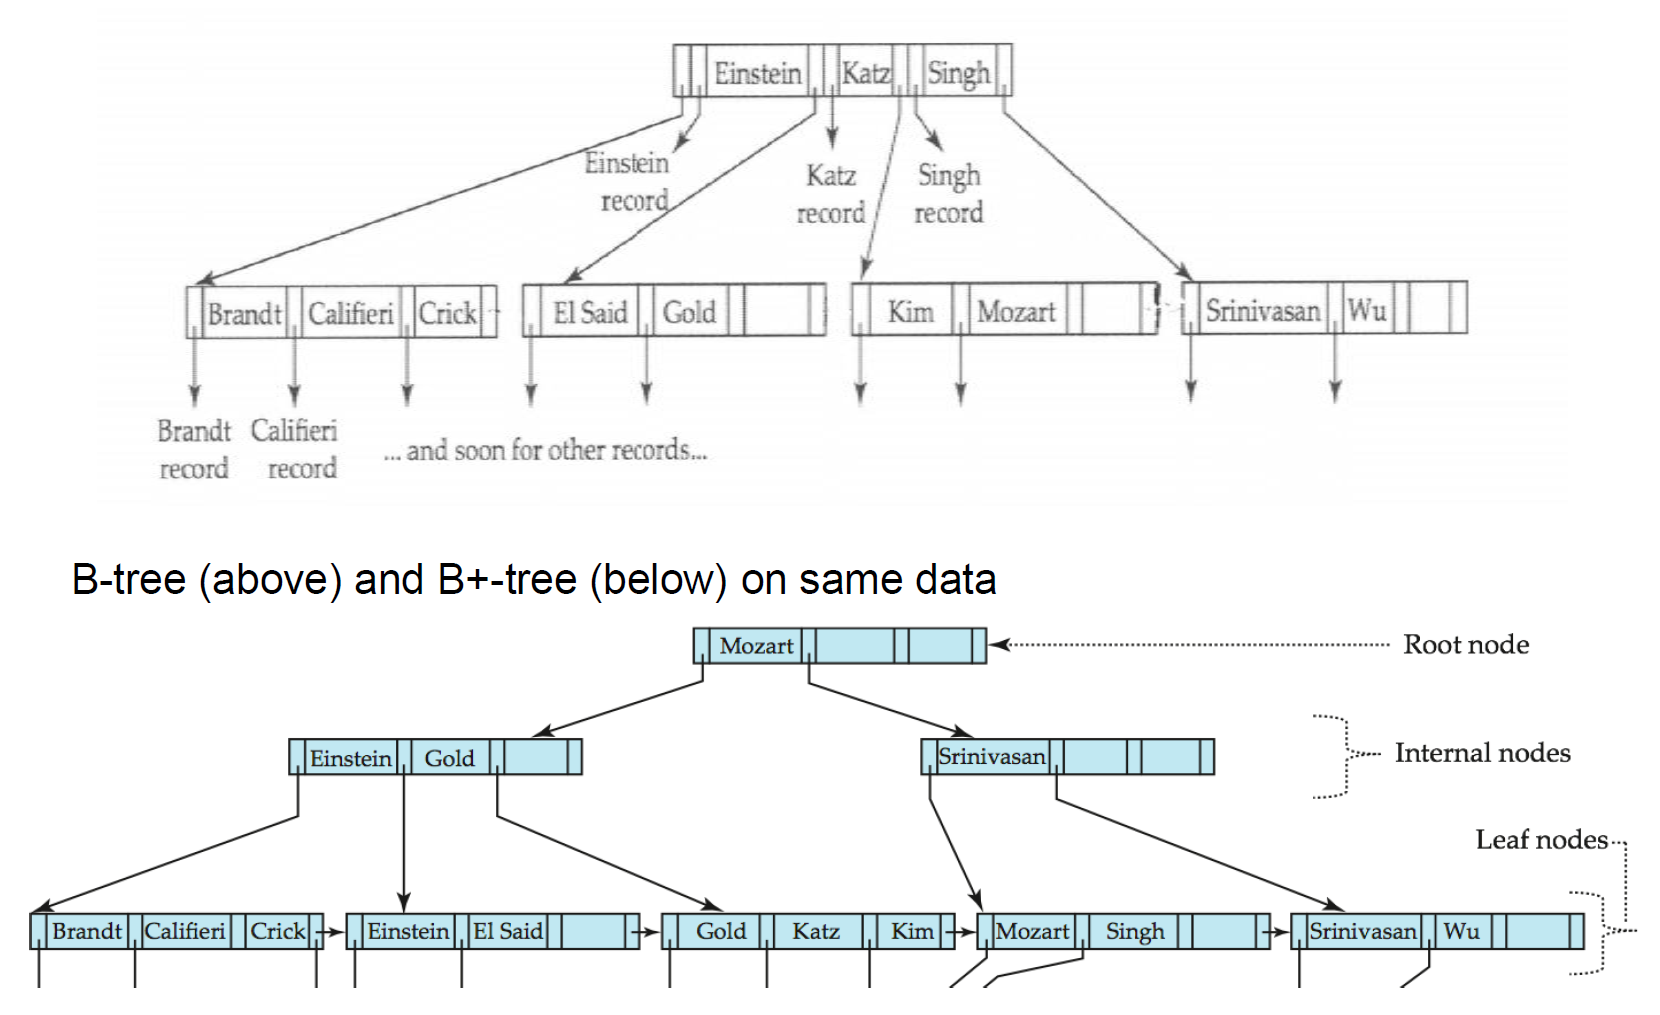 Einstein Katz Singh
Einstein
record
Katz
record
Singh
record
Brandt Califieri Crick El Said Gold Kim Mozart Srinivasan Wu
Brandt
record
Califieri
record
... and soon for other records...
B-tree (above) and B+-tree (below) on same data
Mozart
Root node
Einstein Gold
Srinivasan
Internal nodes
Leaf nodes
Brandt Califieri Crick Einstein El Said Gold Katz Kim Mozart Singh Srinivasan Wu